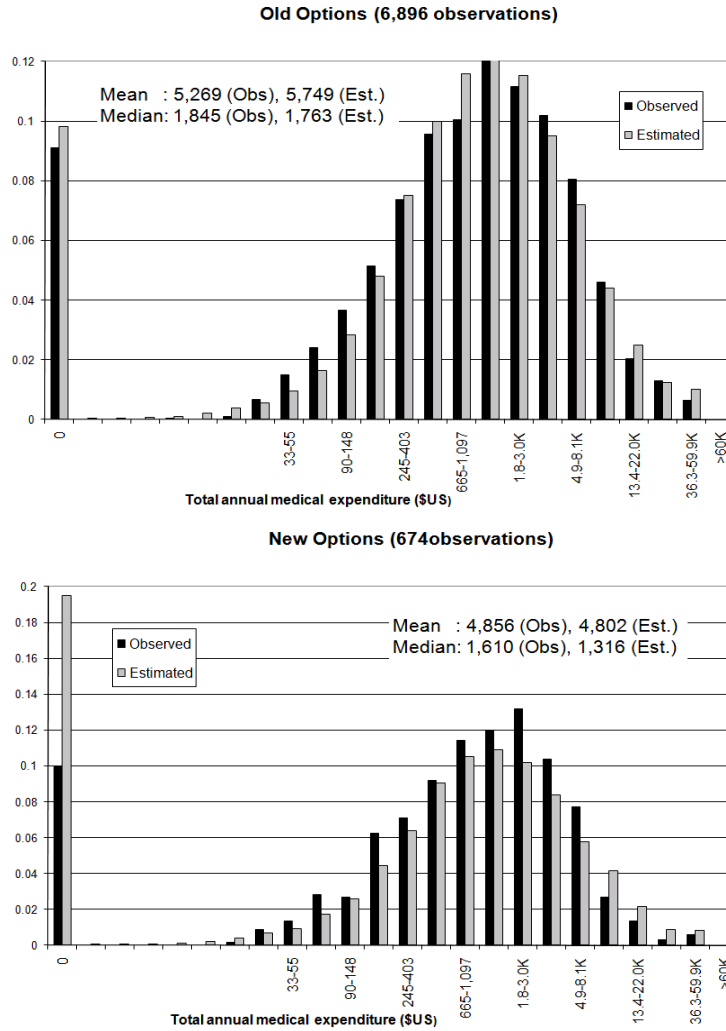 Old Options (6,896 observations)
0.12
Mean : 5,269 (Obs), 5,749 (Est.)
Median: 1,845 (Obs), 1,763 (Est.)
Observed
Estimated
0.1
0.08
0.06
0.04
0.02
0
0
33-55
90-148
245-403
665-1,097
1.8-3.0K
4.9-8.1K
13.4-22.0K
36.3-59.9K
>60K
Total annual medical expenditure ($US)
New Options (674observations)
0.2
Mean : 4,856 (Obs), 4,802 (Est.)
Median: 1,610 (Obs), 1,316 (Est.)
Observed
Estimated
0.18
0.16
0.14
0.12
0.1
0.08
0.06
0.04
0.02
0
0
33-55
90-148
245-403
665-1,097
1.8-3.0K
4.9-8.1K
13.4-22.0K
36.3-59.9K
>60K
Total annual medical expenditure ($US)